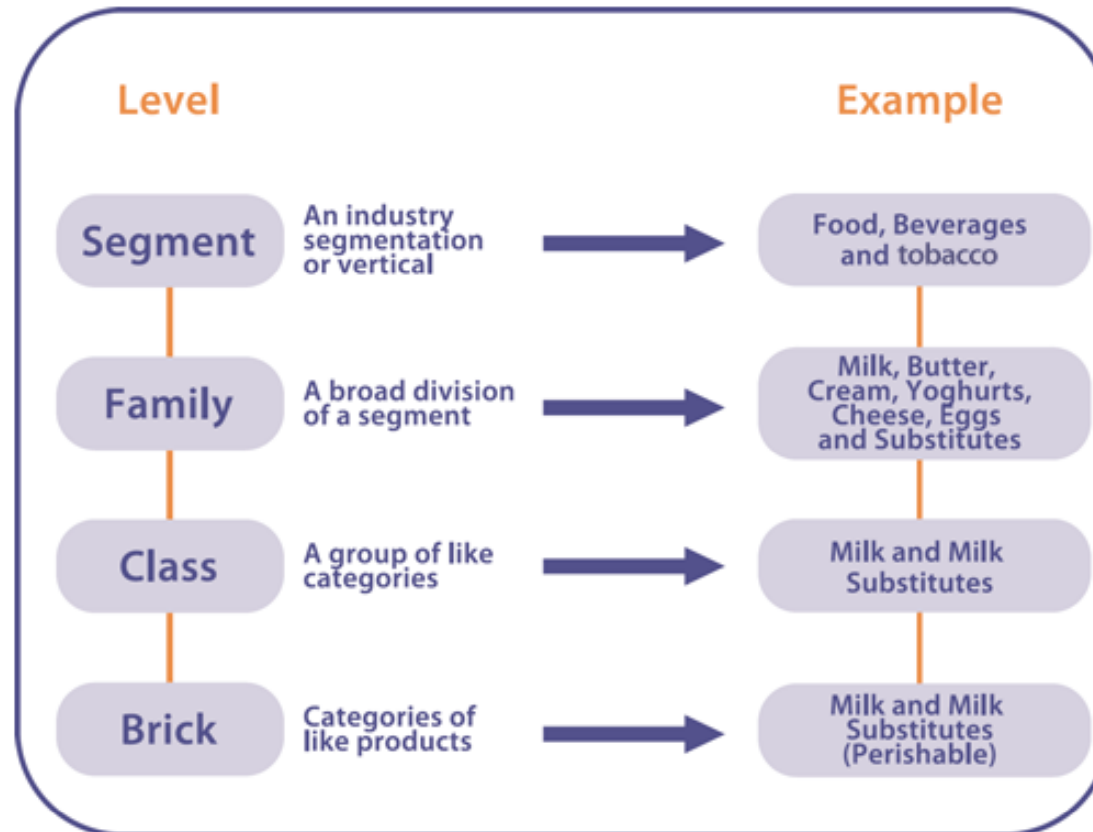 Level
Example
Segment
An industry
segmentation
or vertical
Food, Beverages
and tobacco
Family
A broad division
of a segment
Milk, Butter,
Cream, Yoghurts,
Cheese, Eggs
and Substitutes
Class
A group of like
categories
Milk and Milk
Substitutes
Brick
Categories of
like products
Milk and Milk
Substitutes
(Perishable)